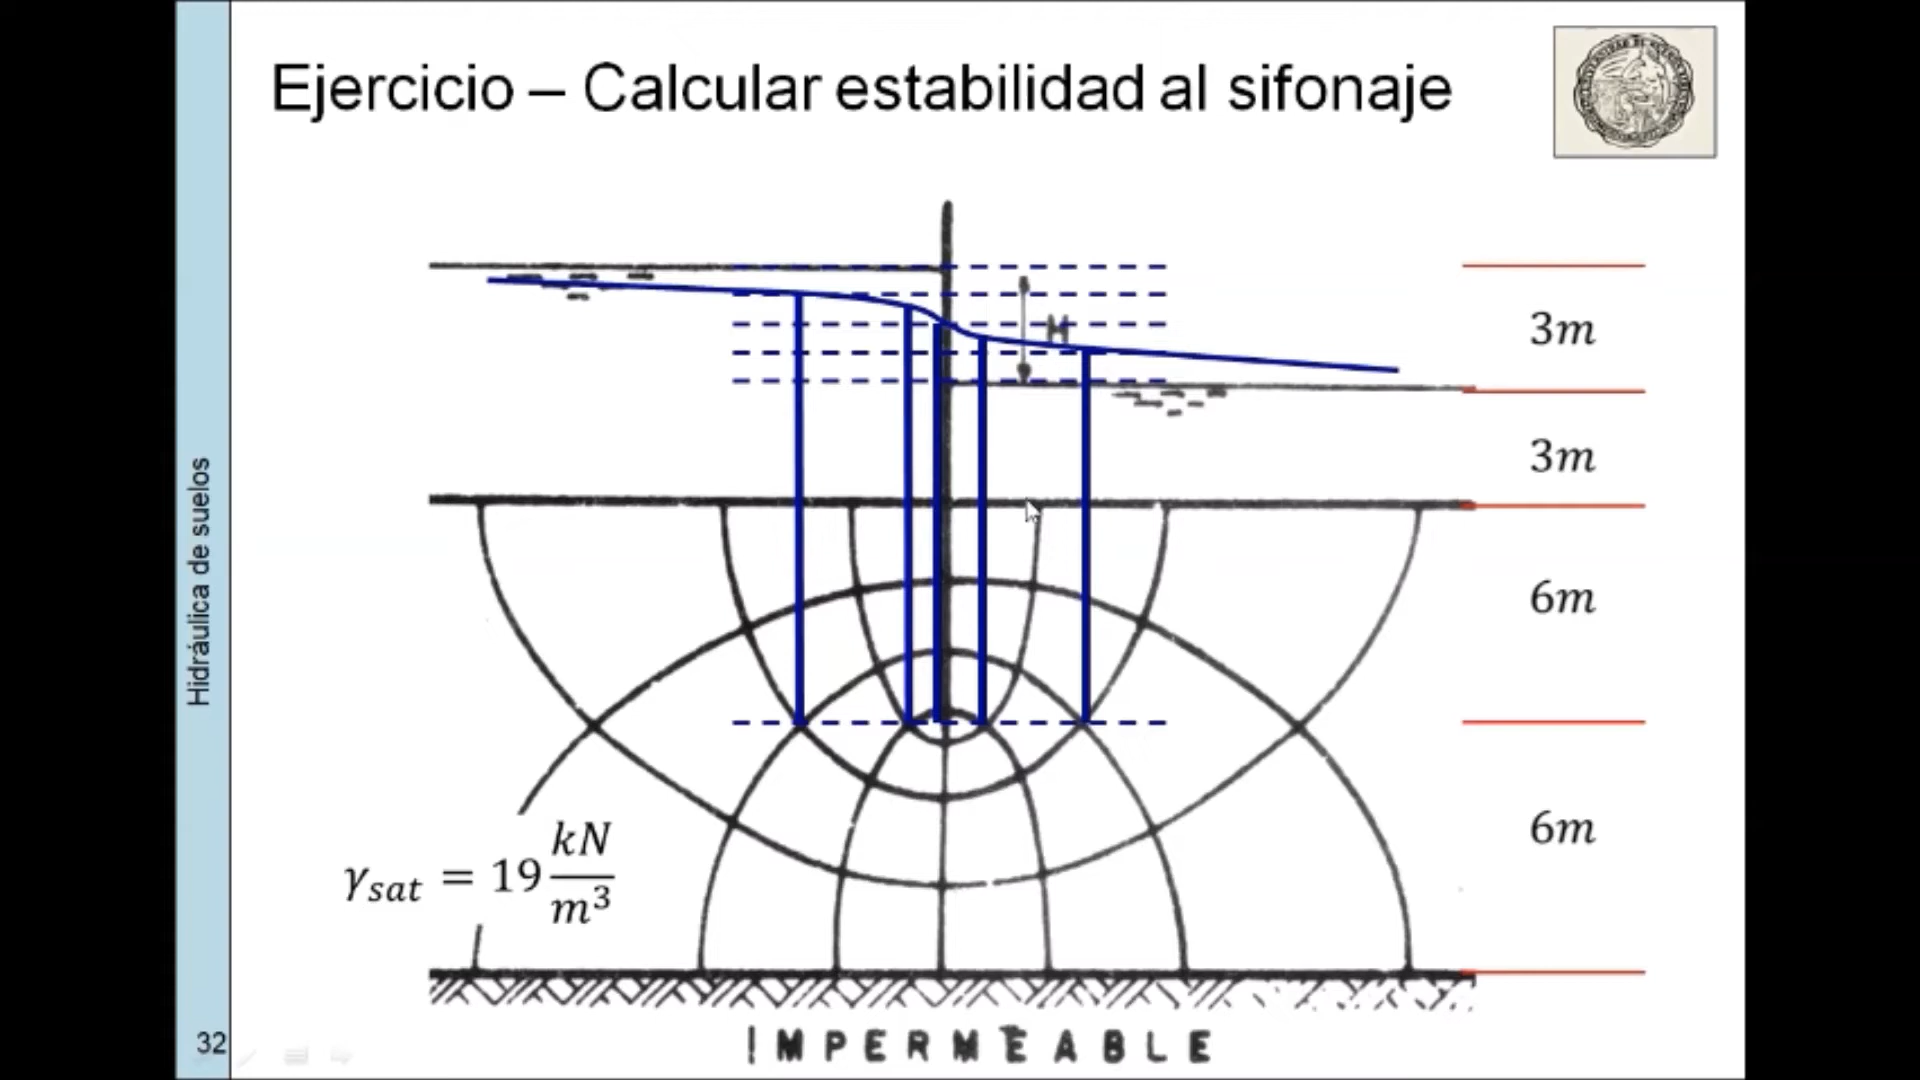 Ejercicio – Calcular estabilidad al sifonaje
H
3m
3m
6m
6m
γsat = 19 kN/m³
IMPERMEABLE
Hidráulica de suelos
32